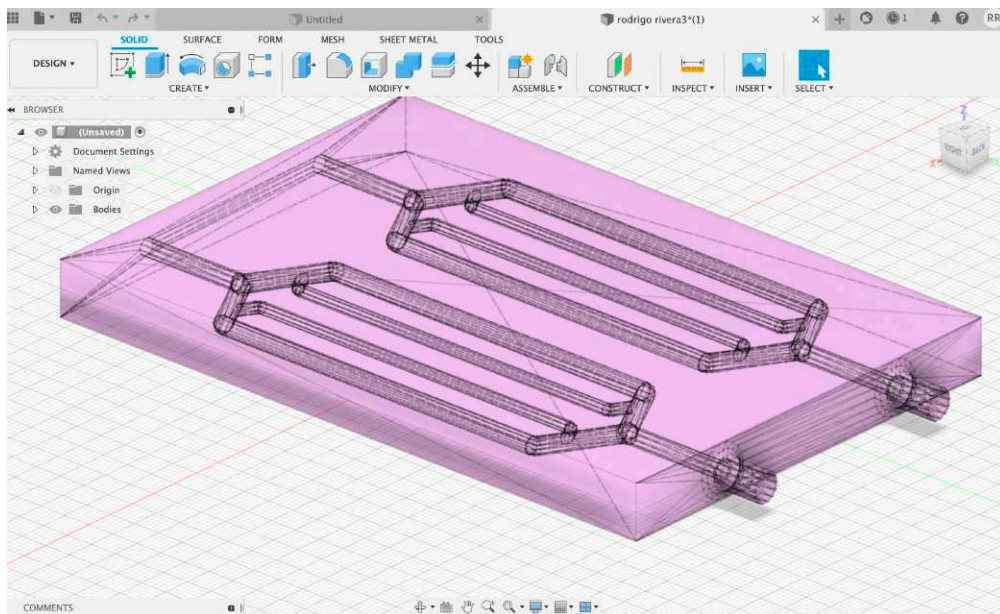 Untitled
rodrigo rivera3*(1)
1
RR
DESIGN
SOLID SURFACE FORM MESH SHEET METAL TOOLS
CREATE MODIFY ASSEMBLE CONSTRUCT INSPECT INSERT SELECT
BROWSER
(Unsaved)
Document Settings
Named Views
Origin
Bodies
Z
RIGHT BACK
X
COMMENTS